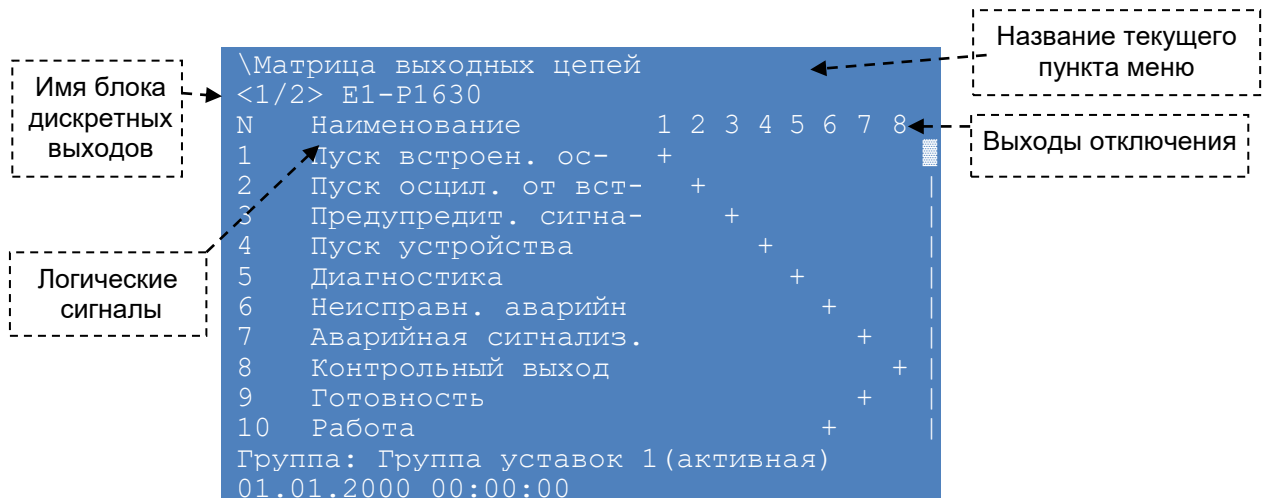 Название текущего
пункта меню
Имя блока
дискретных
выходов
Выходы отключения
Логические
сигналы
\Матрица выходных цепей
<1/2> E1-P1630
N Наименование 1 2 3 4 5 6 7 8
1 Пуск встроен. ос- +
2 Пуск осцил. от вст- +
3 Предупредит. сигна- +
4 Пуск устройства +
5 Диагностика +
6 Неисправн. аварийн +
7 Аварийная сигнализ. +
8 Контрольный выход +
9 Готовность +
10 Работа +
Группа: Группа уставок 1(активная)
01.01.2000 00:00:00